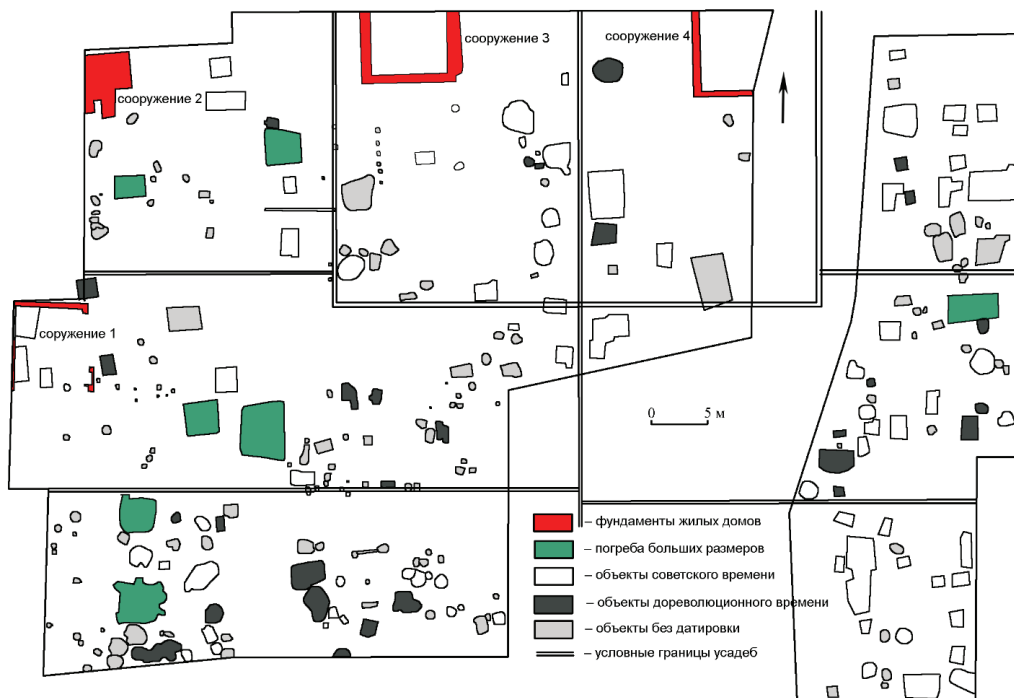 сооружение 3
сооружение 4
сооружение 2
соружение 1
0 5 м
– фундаменты жилых домов
– погреба больших размеров
– объекты советского времени
– объекты дореволюционного времени
– объекты без датировки
– условные границы усадеб